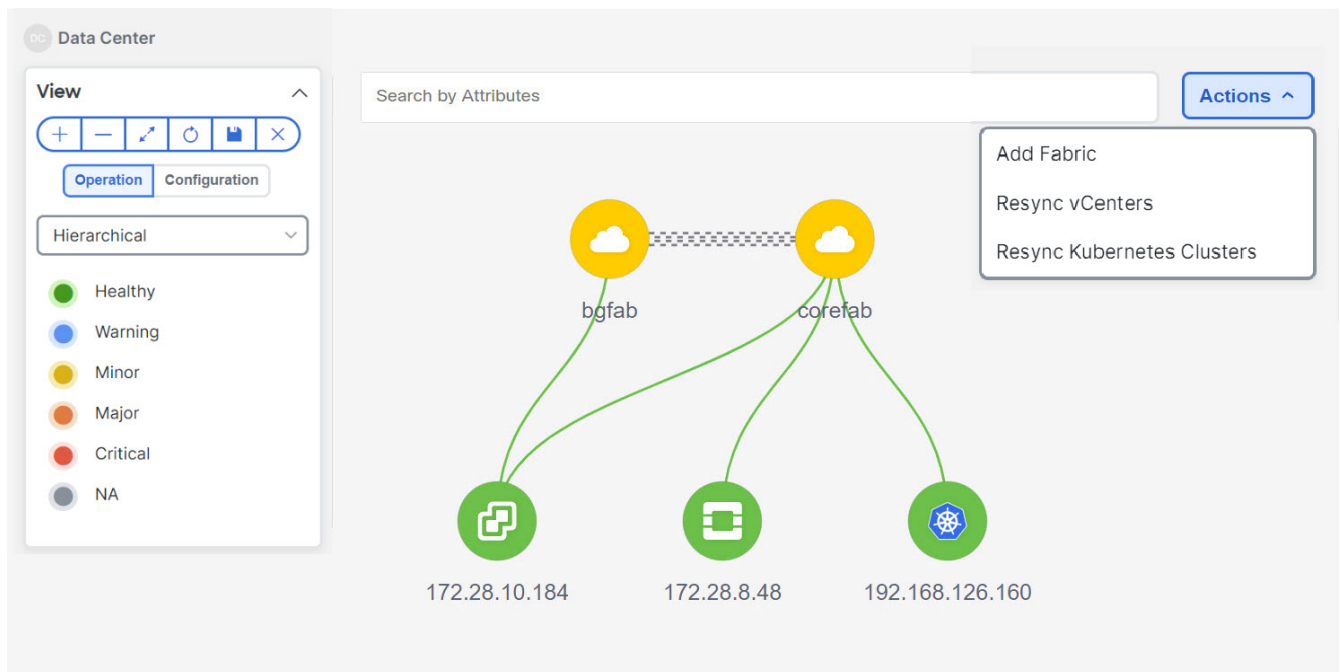 DC Data Center
View
Search by Attributes
Actions
Operation
Configuration
Hierarchical
Healthy
Warning
Minor
Major
Critical
NA
Add Fabric
Resync vCenters
Resync Kubernetes Clusters
bgfab
corefab
172.28.10.184
172.28.8.48
192.168.126.160